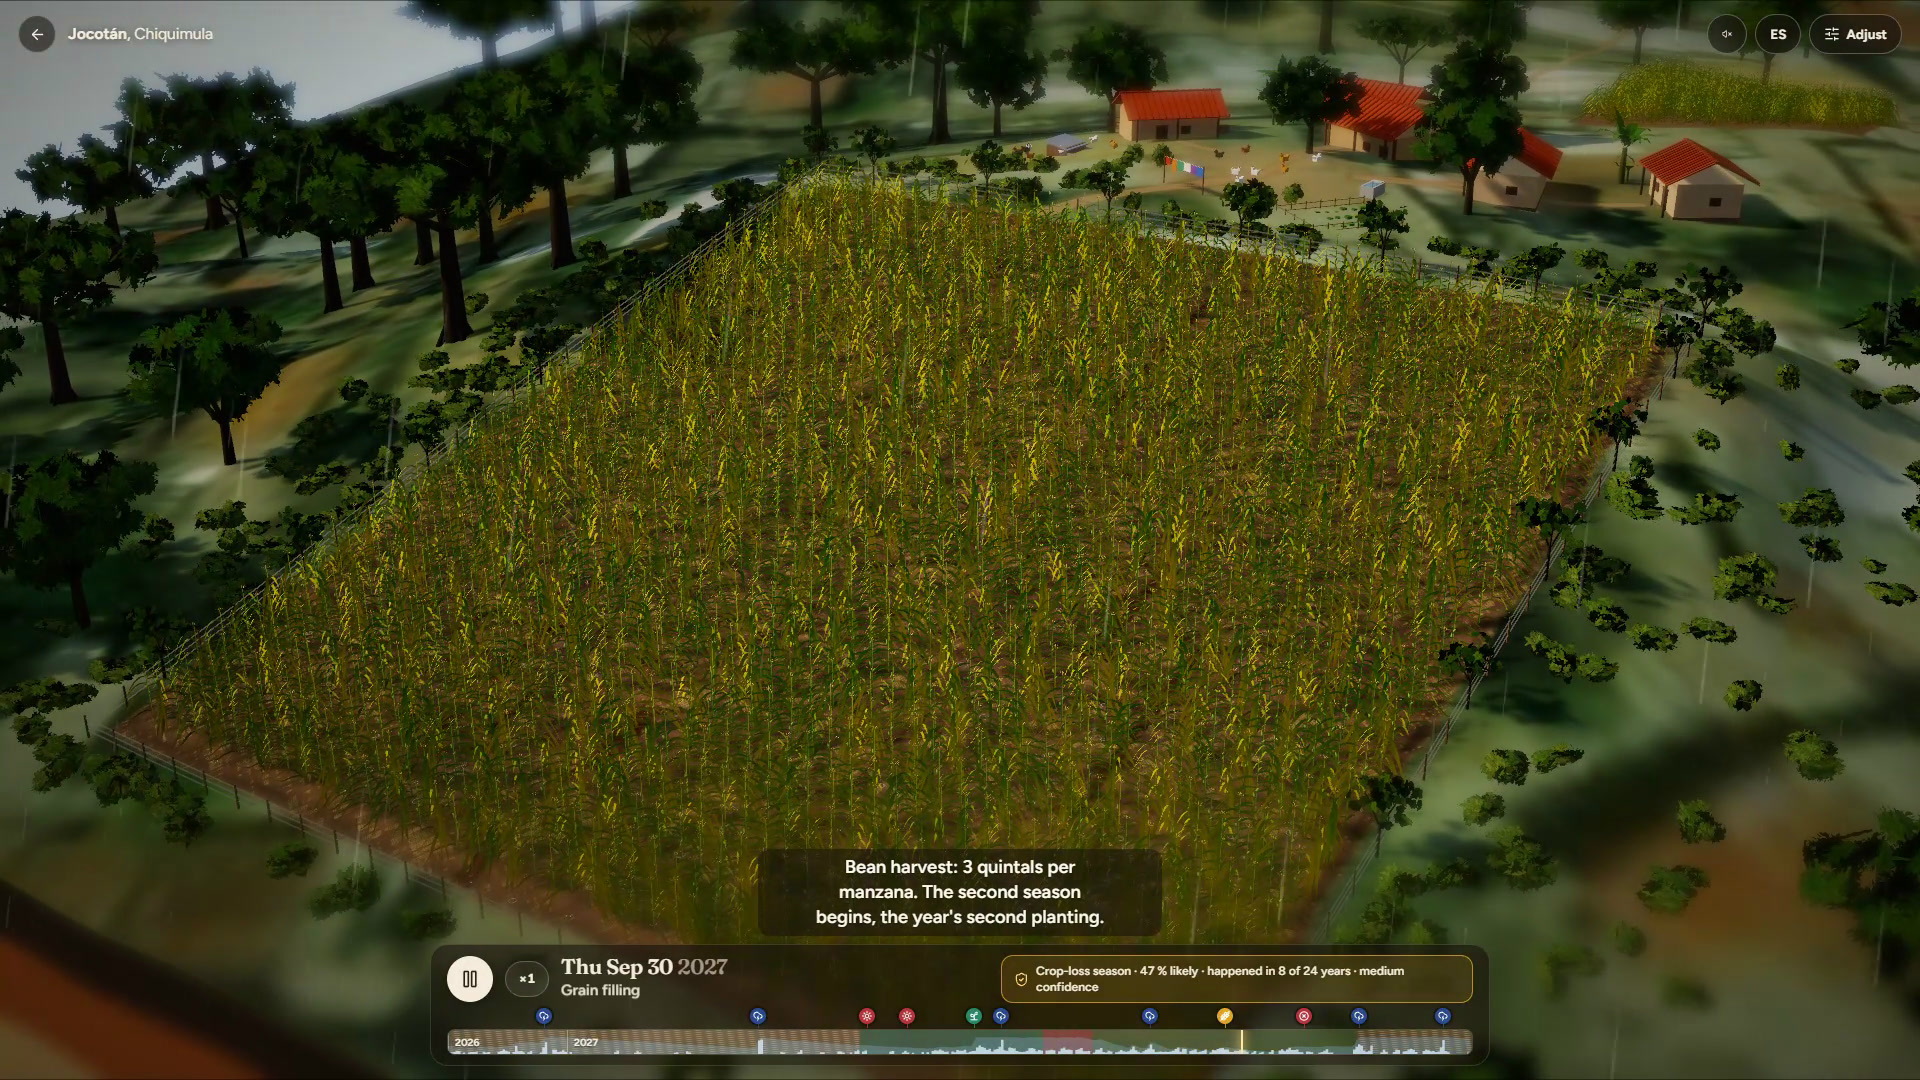 Jocotán, Chiquimula
ES
Adjust
Bean harvest: 3 quintals per
manzana. The second season
begins, the year's second planting.
×1
Thu Sep 30 2027
Grain filling
Crop-loss season · 47 % likely · happened in 8 of 24 years · medium
confidence
2026
2027